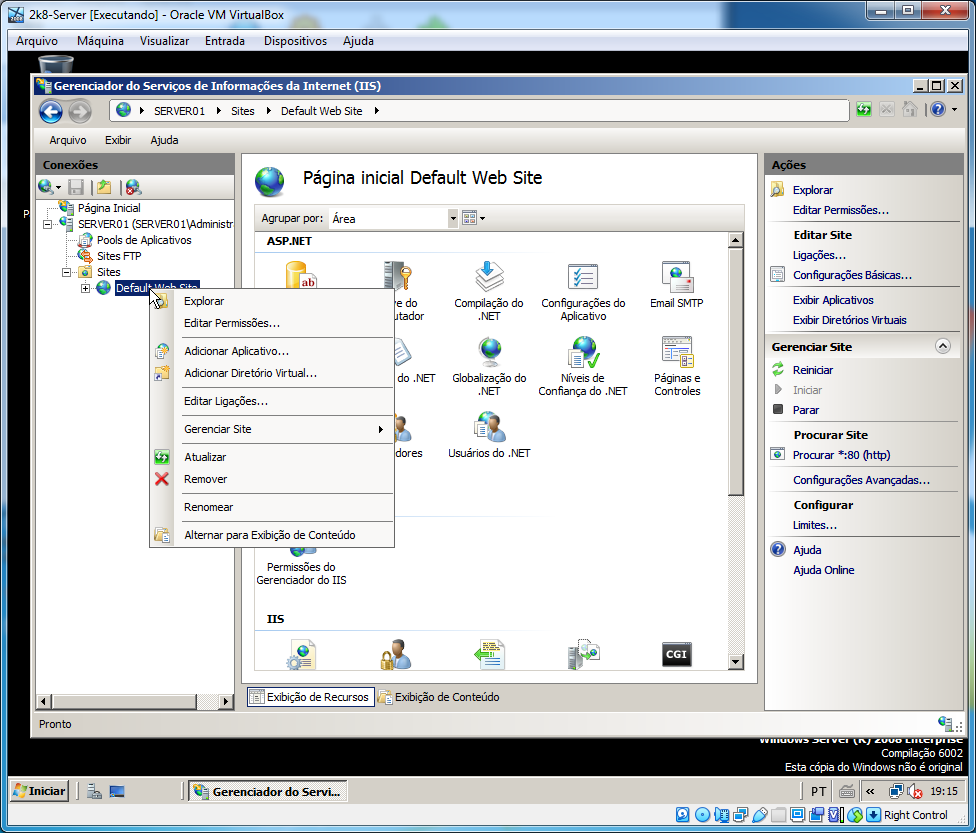 2k8-Server [Executando] - Oracle VM VirtualBox
Arquivo Máquina Visualizar Entrada Dispositivos Ajuda
Gerenciador do Serviços de Informações da Internet (IIS)
SERVER01 Sites Default Web Site
Arquivo Exibir Ajuda
Conexões
Página Inicial
SERVER01 (SERVER01\Administr
Pools de Aplicativos
Sites FTP
Sites
Default Web Site
Explorar
Editar Permissões...
Adicionar Aplicativo...
Adicionar Diretório Virtual...
Editar Ligações...
Gerenciar Site
Atualizar
Remover
Renomear
Alternar para Exibição de Conteúdo
Página inicial Default Web Site
Agrupar por: Área
ASP.NET
ab
ve do
utador
Compilação do
.NET
Configurações do
Aplicativo
Email SMTP
do .NET
Globalização do
.NET
Níveis de
Confiança do .NET
Páginas e
Controles
dores
Usuários do .NET
Permissões do
Gerenciador do IIS
IIS
CGI
Exibição de Recursos Exibição de Conteúdo
Ações
Explorar
Editar Permissões...
Editar Site
Ligações...
Configurações Básicas...
Exibir Aplicativos
Exibir Diretórios Virtuais
Gerenciar Site
Reiniciar
Iniciar
Parar
Procurar Site
Procurar *:80 (http)
Configurações Avançadas...
Configurar
Limites...
Ajuda
Ajuda Online
Pronto
P
Windows Server (R) 2008 Enterprise
Compilação 6002
Esta cópia do Windows não é original
Iniciar Gerenciador do Servi... PT « 19:15
Right Control